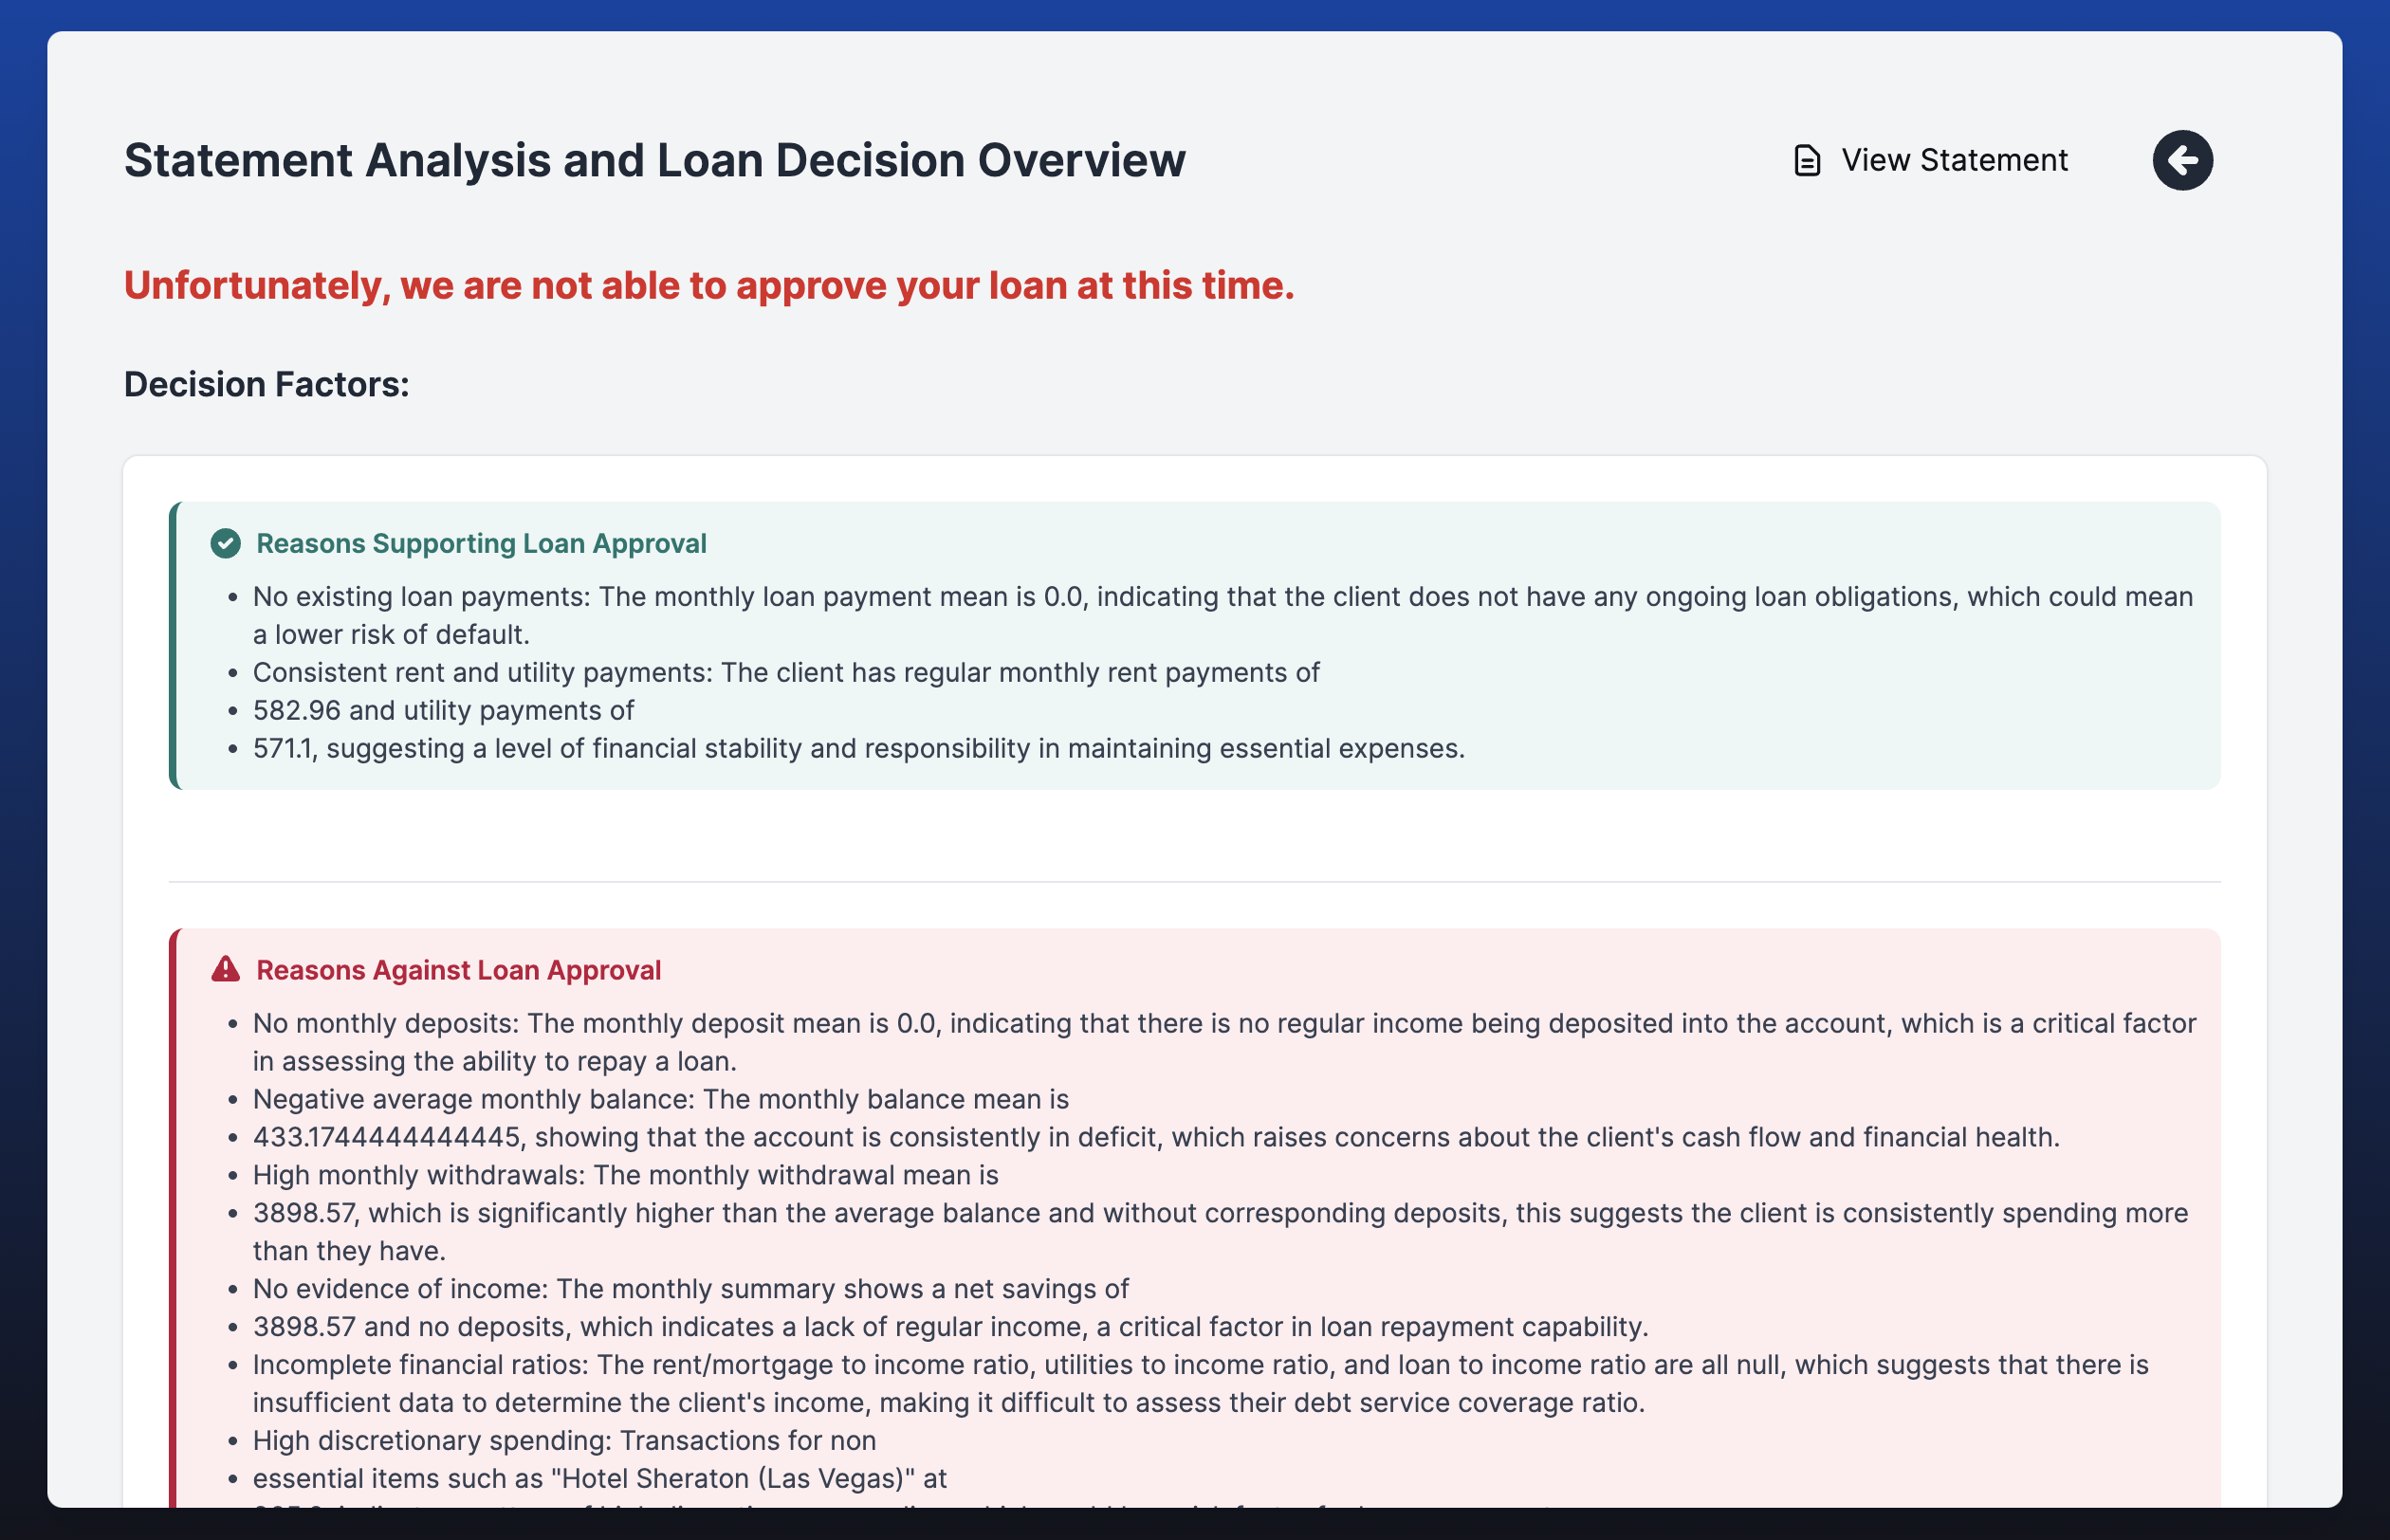 Statement Analysis and Loan Decision Overview
View Statement
Unfortunately, we are not able to approve your loan at this time.
Decision Factors:
Reasons Supporting Loan Approval
• No existing loan payments: The monthly loan payment mean is 0.0, indicating that the client does not have any ongoing loan obligations, which could mean
a lower risk of default.
• Consistent rent and utility payments: The client has regular monthly rent payments of
• 582.96 and utility payments of
• 571.1, suggesting a level of financial stability and responsibility in maintaining essential expenses.
Reasons Against Loan Approval
• No monthly deposits: The monthly deposit mean is 0.0, indicating that there is no regular income being deposited into the account, which is a critical factor
in assessing the ability to repay a loan.
• Negative average monthly balance: The monthly balance mean is
• 433.1744444444445, showing that the account is consistently in deficit, which raises concerns about the client's cash flow and financial health.
• High monthly withdrawals: The monthly withdrawal mean is
• 3898.57, which is significantly higher than the average balance and without corresponding deposits, this suggests the client is consistently spending more
than they have.
• No evidence of income: The monthly summary shows a net savings of
• 3898.57 and no deposits, which indicates a lack of regular income, a critical factor in loan repayment capability.
• Incomplete financial ratios: The rent/mortgage to income ratio, utilities to income ratio, and loan to income ratio are all null, which suggests that there is
insufficient data to determine the client's income, making it difficult to assess their debt service coverage ratio.
• High discretionary spending: Transactions for non
• essential items such as "Hotel Sheraton (Las Vegas)" at